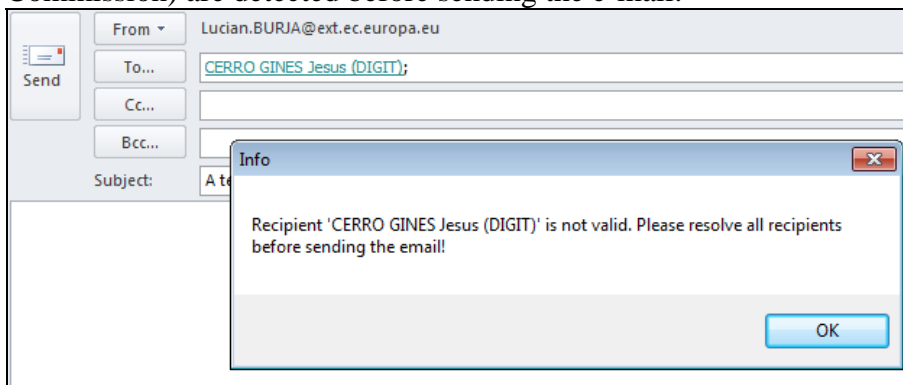 Commission) are detected before sending the e-mail.
From
Lucian.BURJA@ext.ec.europa.eu
Send
To...
CERRO GINES Jesus (DIGIT);
Cc...
Bcc...
Subject:
A te
Info
Recipient 'CERRO GINES Jesus (DIGIT)' is not valid. Please resolve all recipients
before sending the email!
OK